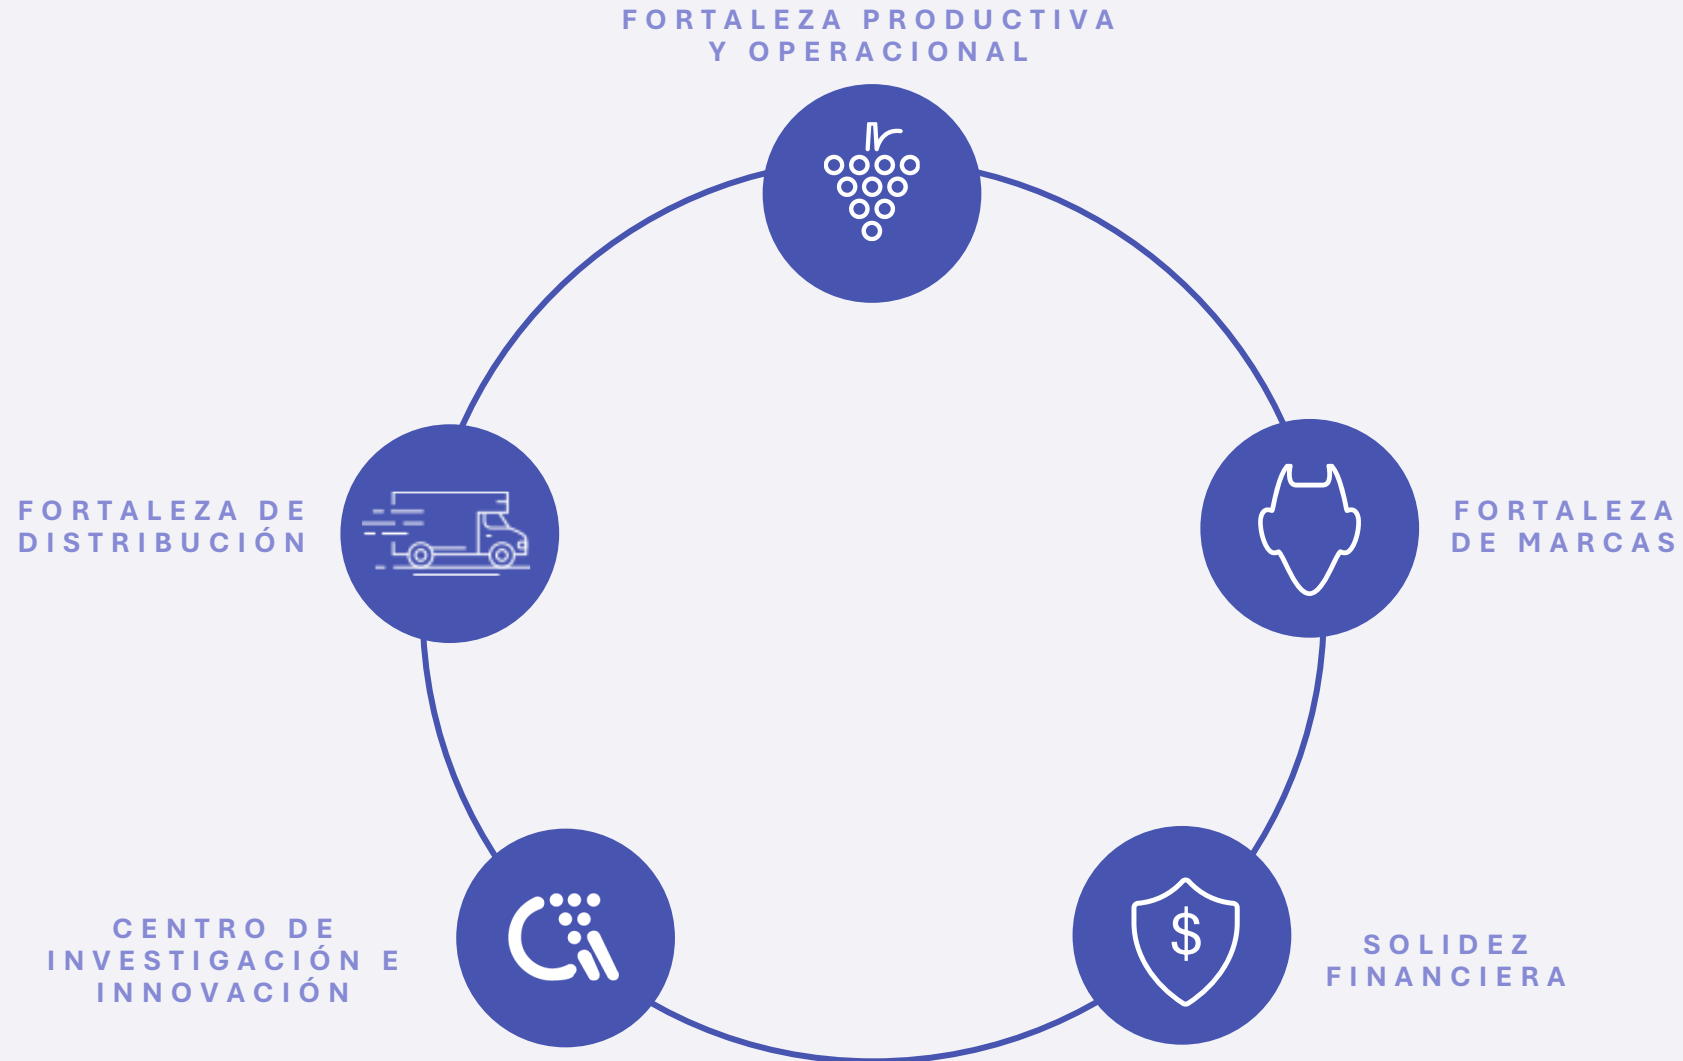 FORTALEZA PRODUCTIVA
Y OPERACIONAL
FORTALEZA DE
DISTRIBUCIÓN
FORTALEZA
DE MARCAS
$
CENTRO DE
INVESTIGACIÓN E
INNOVACIÓN
SOLIDEZ
FINANCIERA